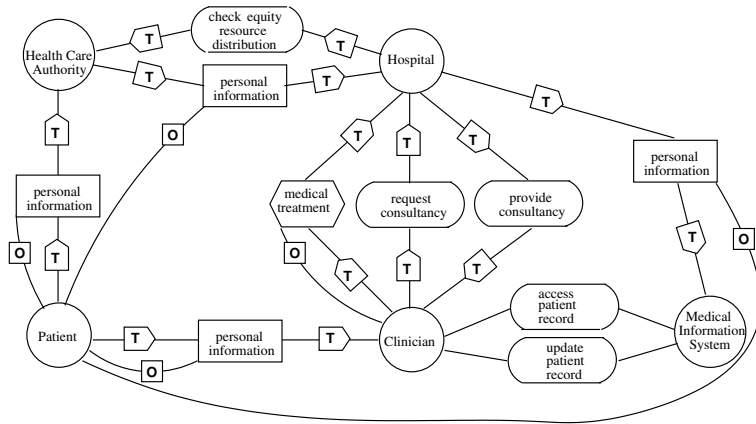 check equity
resource
distribution
T
T
Health Care
Authority
Hospital
T
personal
information
T
T
O
T
T
T
T
personal
information
personal
information
medical
treatment
request
consultancy
provide
consultancy
O
T
O
T
O
T
T
T
access
patient
record
Patient
T
personal
information
T
Clinician
Medical
Information
System
O
update
patient
record